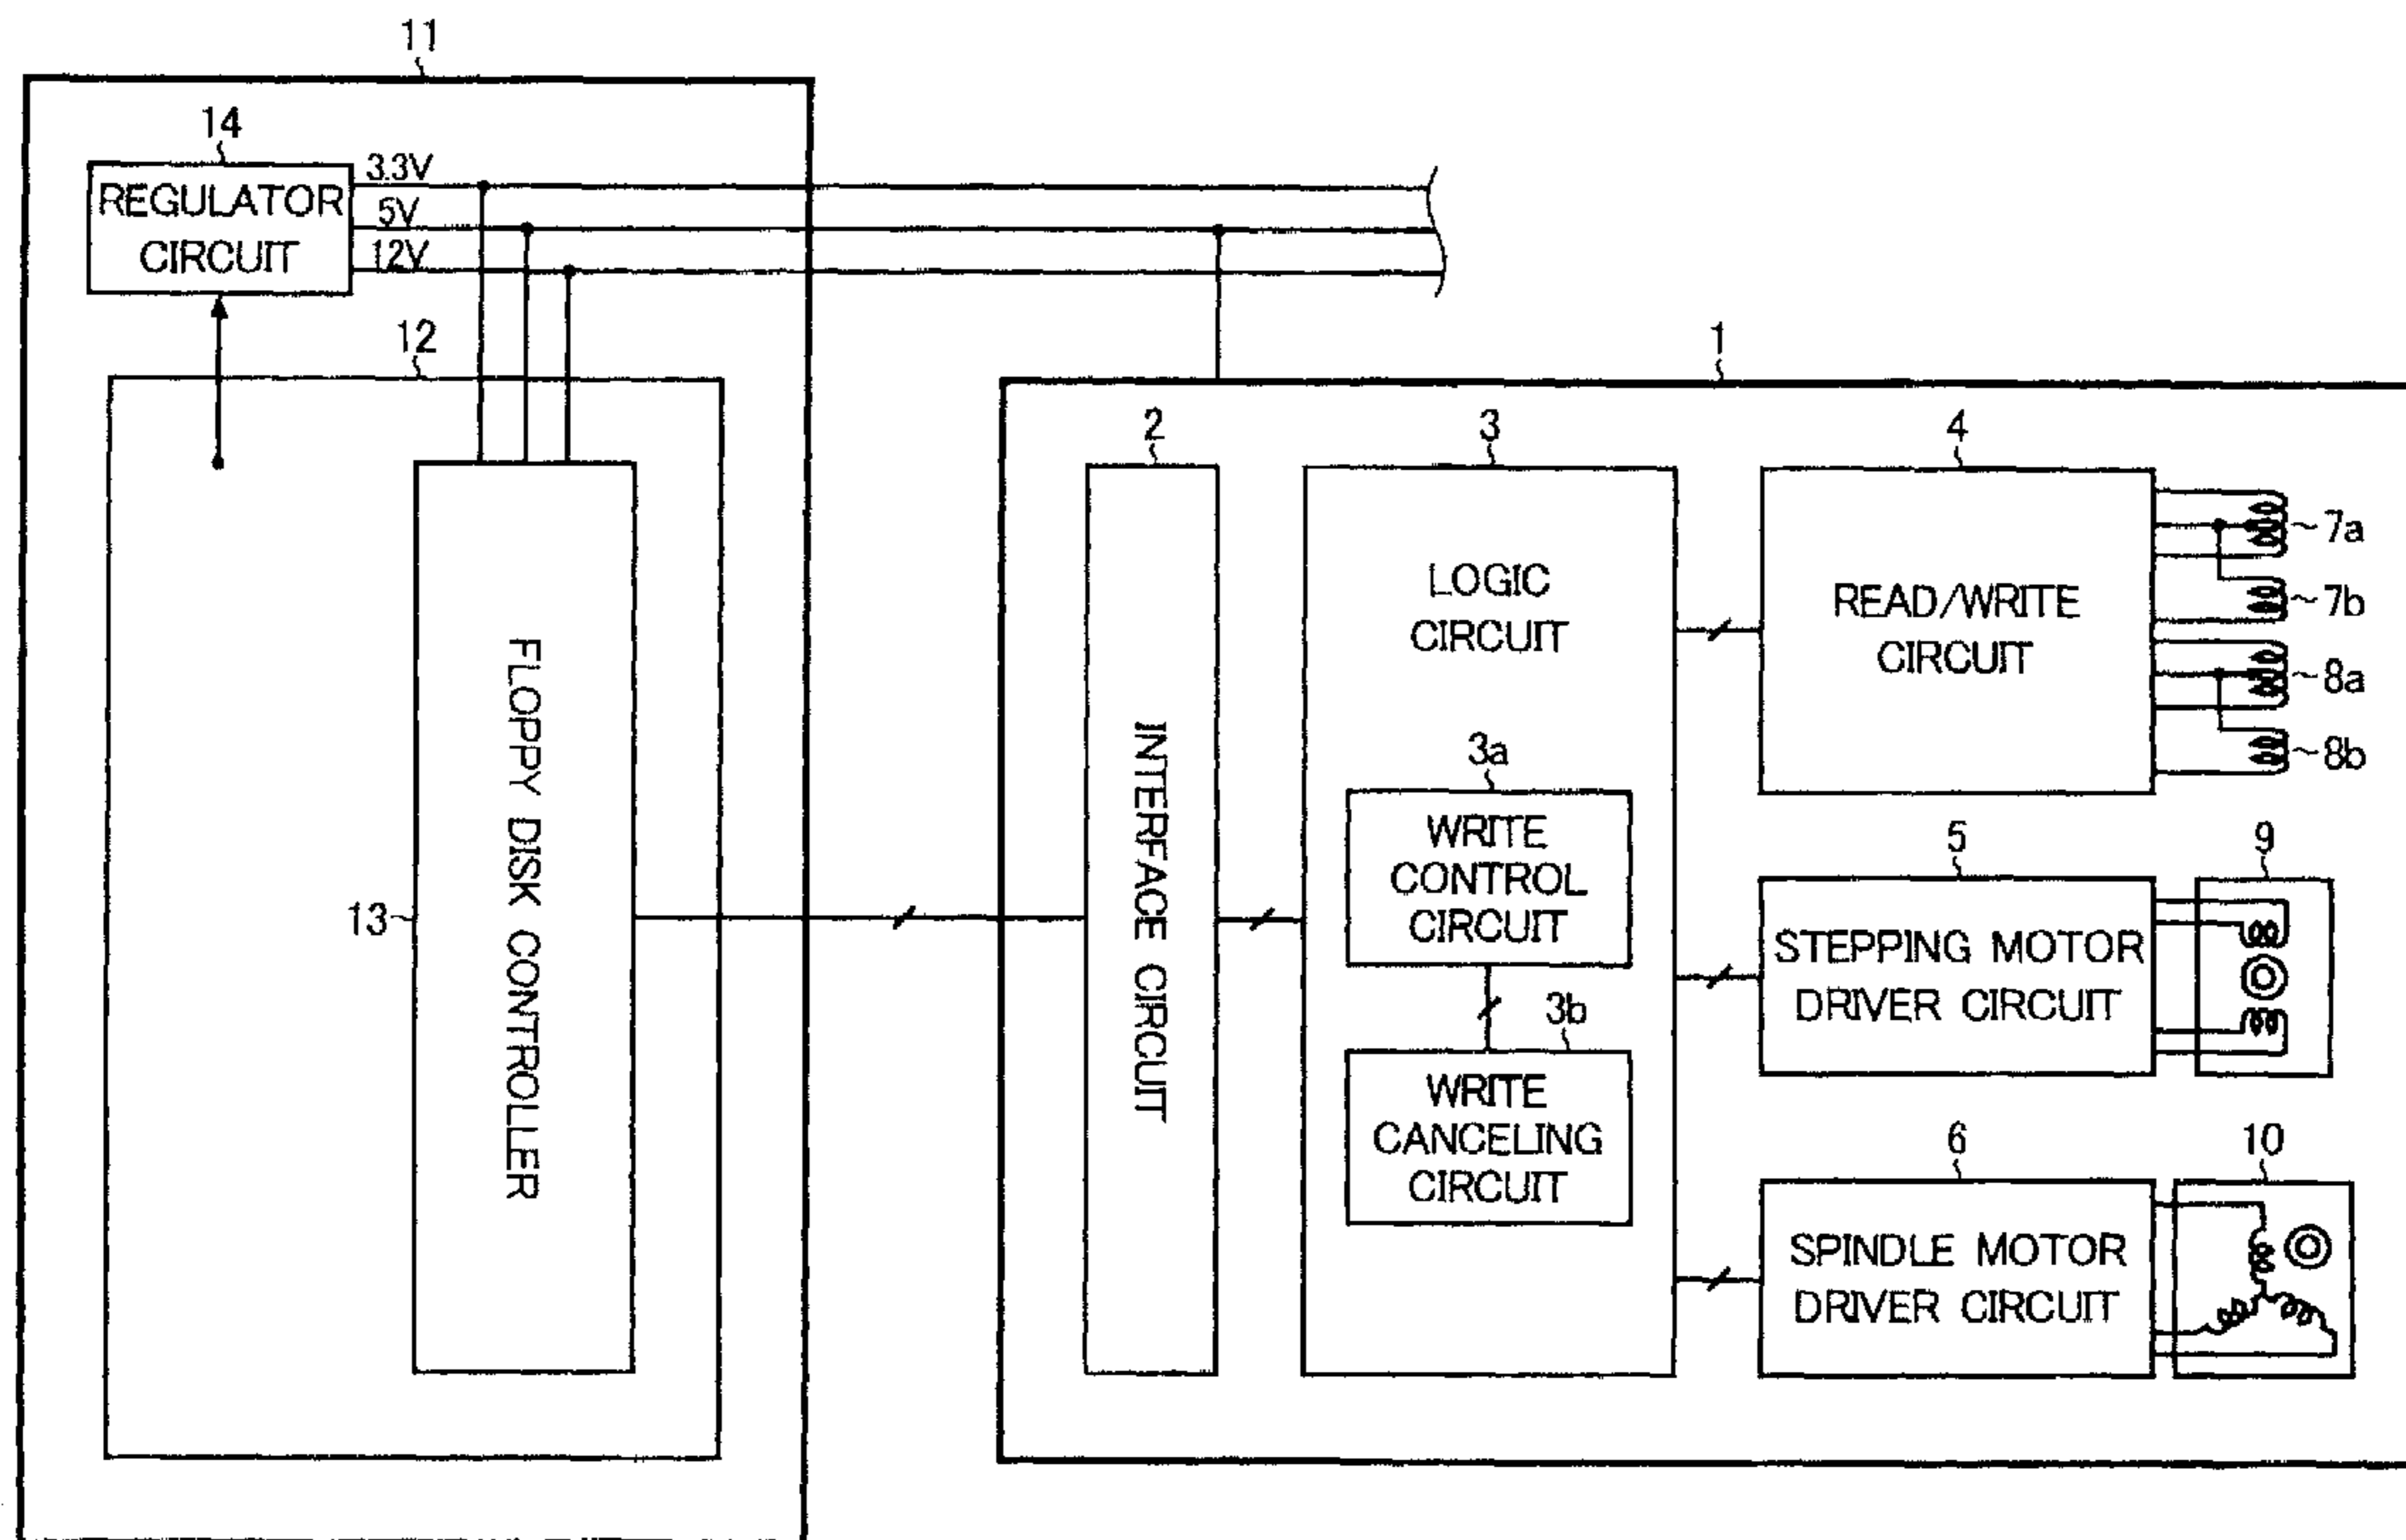 11
14
REGULATOR
CIRCUIT
3.3V
5V
12V
12
13
FLOPPY DISK CONTROLLER
1
2
INTERFACE CIRCUIT
3
LOGIC
CIRCUIT
3a
WRITE
CONTROL
CIRCUIT
3b
WRITE
CANCELING
CIRCUIT
4
READ/WRITE
CIRCUIT
7a
7b
8a
8b
5
STEPPING MOTOR
DRIVER CIRCUIT
9
6
SPINDLE MOTOR
DRIVER CIRCUIT
10